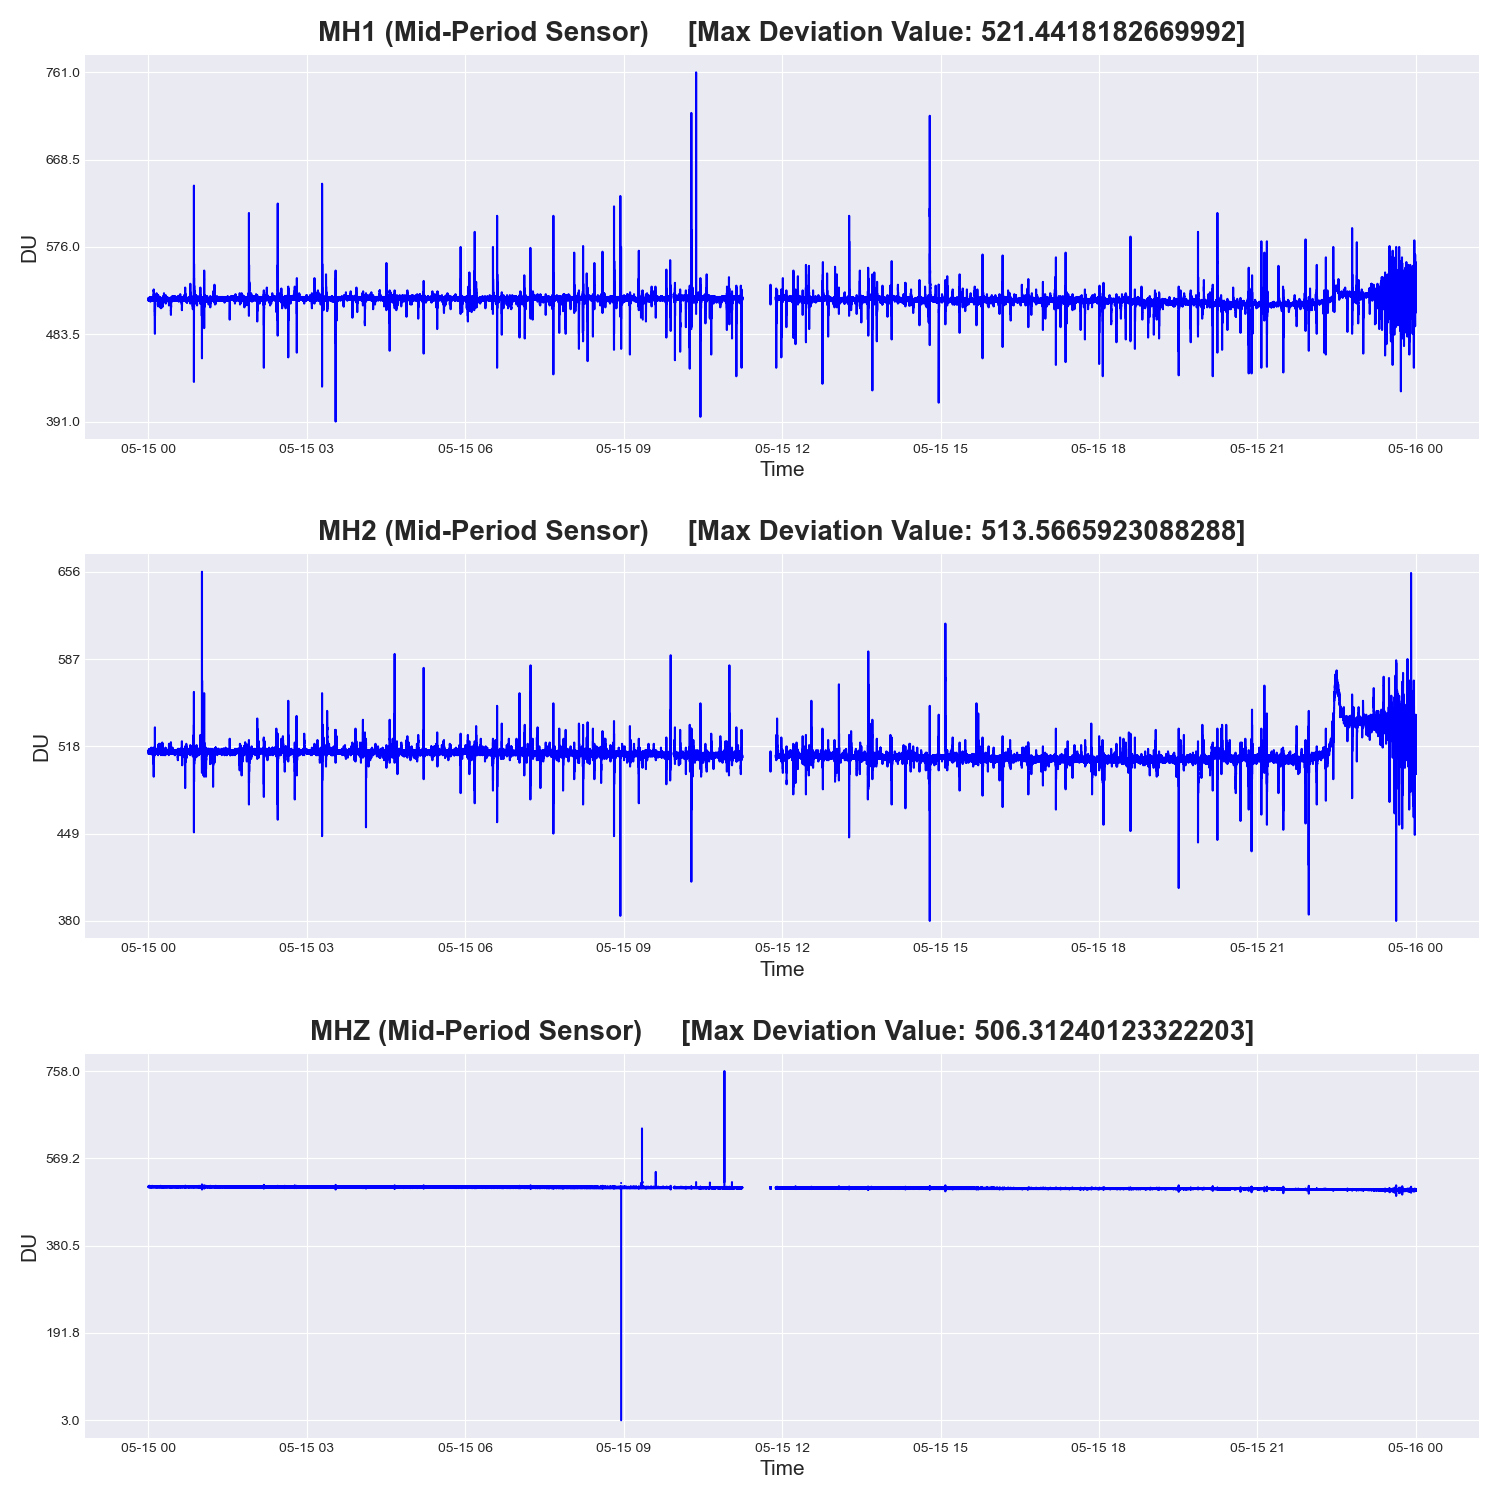 MH1 (Mid-Period Sensor) [Max Deviation Value: 521.4418182669992]
761.0
668.5
576.0
483.5
391.0
DU
05-15 00 05-15 03 05-15 06 05-15 09 05-15 12 05-15 15 05-15 18 05-15 21 05-16 00
Time
MH2 (Mid-Period Sensor) [Max Deviation Value: 513.5665923088288]
656
587
518
449
380
DU
05-15 00 05-15 03 05-15 06 05-15 09 05-15 12 05-15 15 05-15 18 05-15 21 05-16 00
Time
MHZ (Mid-Period Sensor) [Max Deviation Value: 506.31240123322203]
758.0
569.2
380.5
191.8
3.0
DU
05-15 00 05-15 03 05-15 06 05-15 09 05-15 12 05-15 15 05-15 18 05-15 21 05-16 00
Time